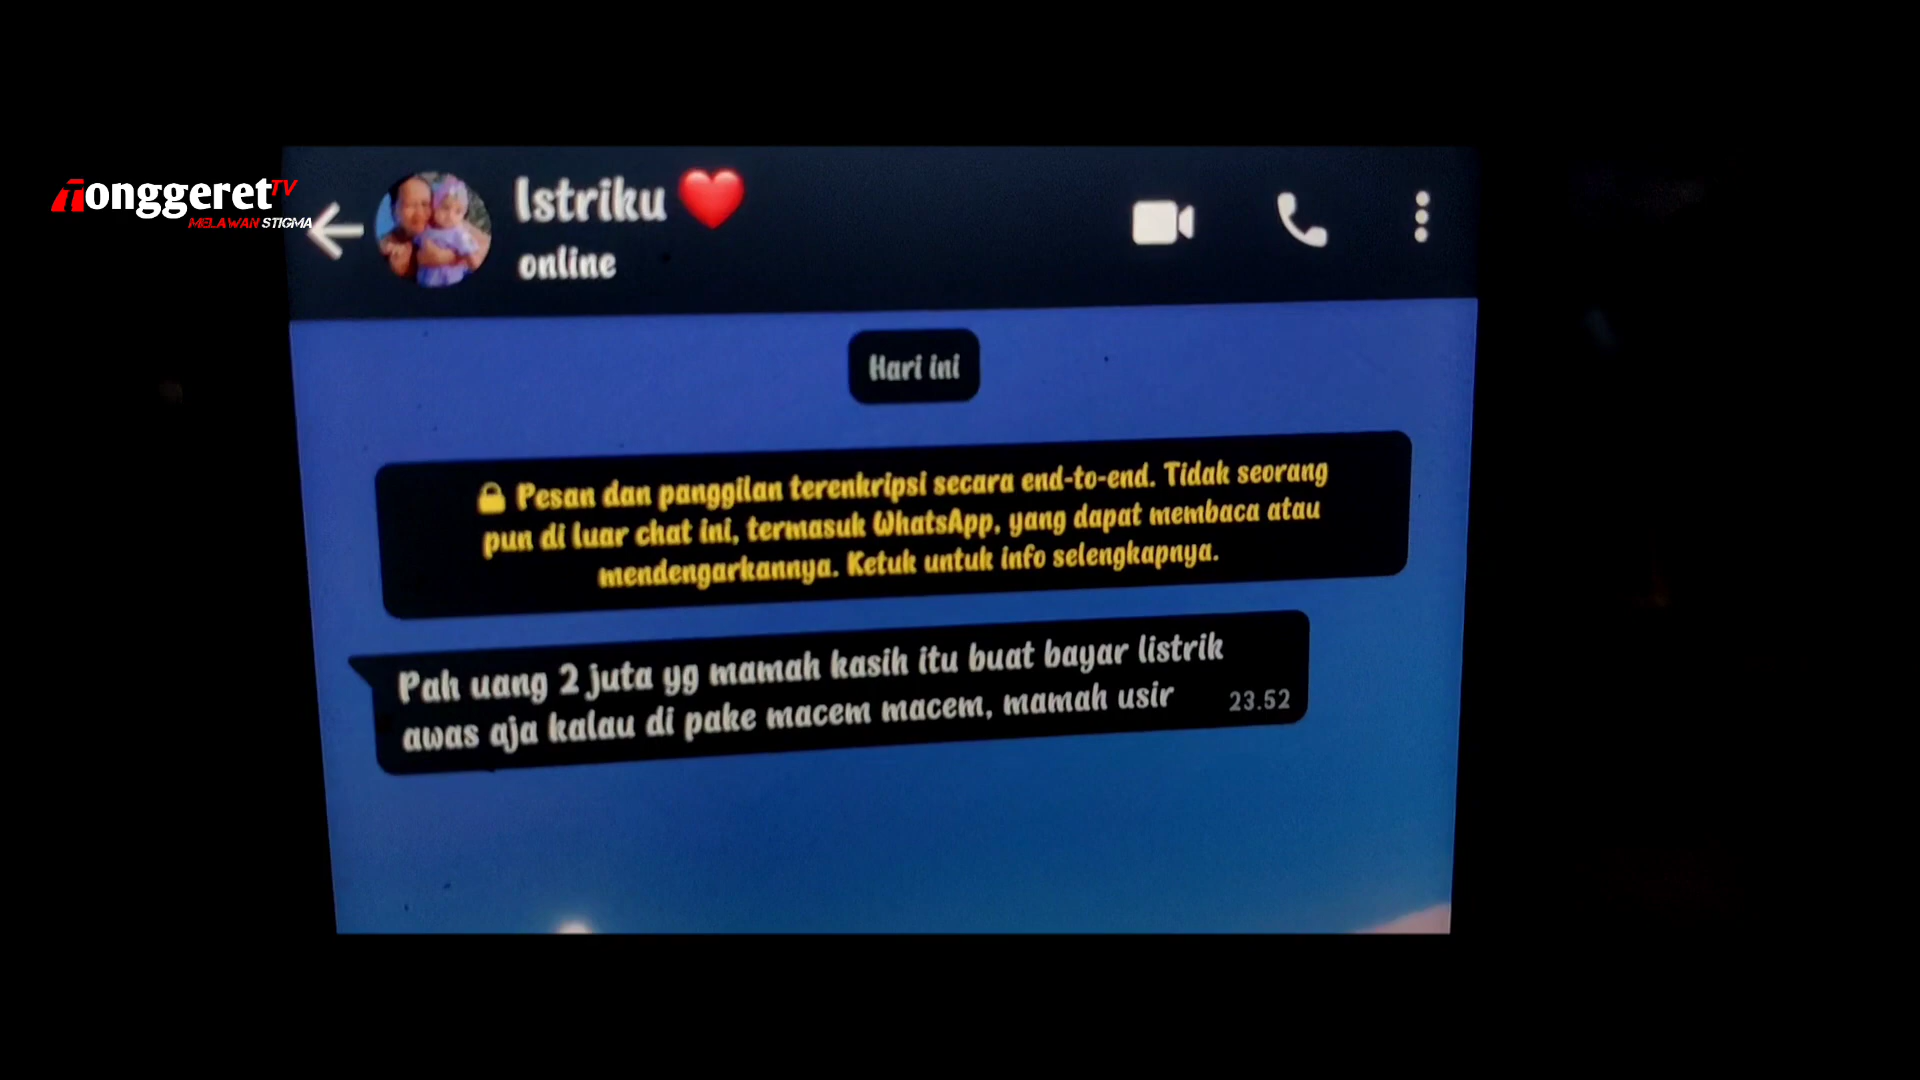 TonggeretTV
MELAWAN STIGMA
Istriku ❤️
online
Hari ini
🔒 Pesan dan panggilan terenkripsi secara end-to-end. Tidak seorang
pun di luar chat ini, termasuk WhatsApp, yang dapat membaca atau
mendengarkannya. Ketuk untuk info selengkapnya.
Pah uang 2 juta yg mamah kasih itu buat bayar listrik
awas aja kalau di pake macem macem, mamah usir
23.52